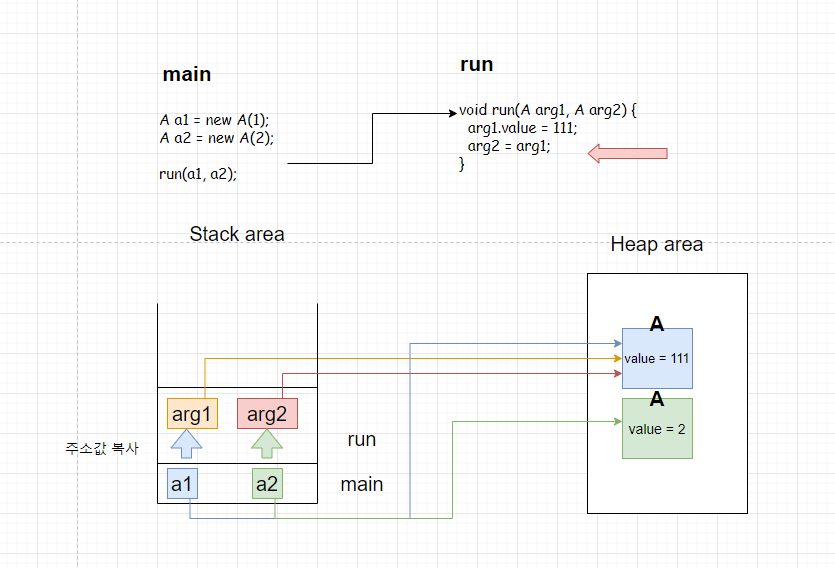 main
A a1 = new A(1);
A a2 = new A(2);
run(a1, a2);
run
void run(A arg1, A arg2) {
arg1.value = 111;
arg2 = arg1;
}
Stack area
Heap area
A
value = 111
A
value = 2
arg1
arg2
run
주소값 복사
a1
a2
main